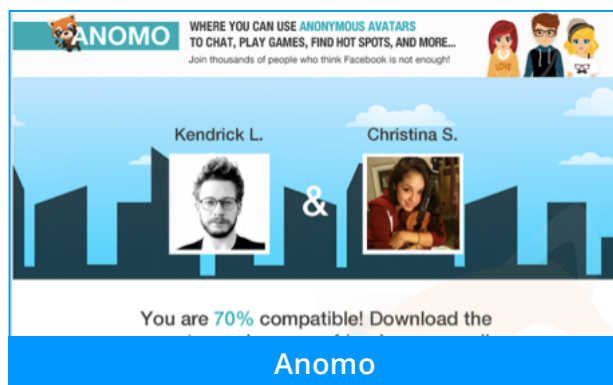 ANOMO
WHERE YOU CAN USE ANONYMOUS AVATARS
TO CHAT, PLAY GAMES, FIND HOT SPOTS, AND MORE...
Join thousands of people who think Facebook is not enough!
LOVE
Kendrick L.
Christina S.
&
You are 70% compatible! Download the
Anomo